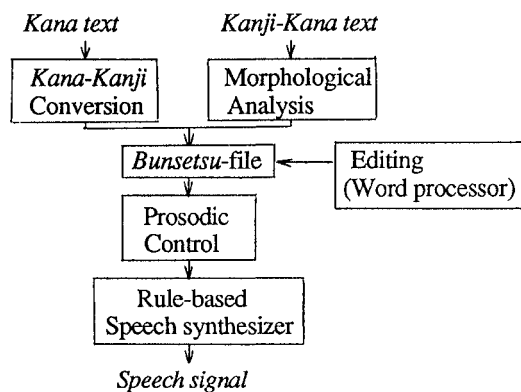 Kana text
Kanji-Kana text
Kana-Kanji
Conversion
Morphological
Analysis
Bunsetsu-file
Editing
(Word processor)
Prosodic
Control
Rule-based
Speech synthesizer
Speech signal